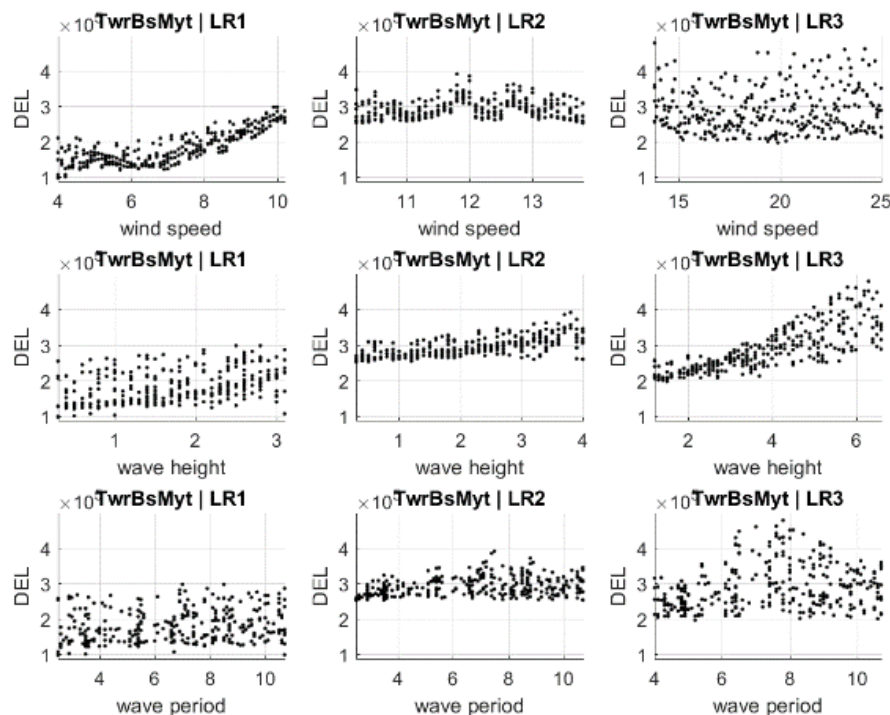 ×10 TwrBsMyt | LR1
4
3
2
1
DEL
4 6 8 10
wind speed
×10 TwrBsMyt | LR2
4
3
2
1
DEL
11 12 13
wind speed
×10 TwrBsMyt | LR3
4
3
2
1
DEL
15 20 25
wind speed
×10 TwrBsMyt | LR1
4
3
2
1
DEL
1 2 3
wave height
×10 TwrBsMyt | LR2
4
3
2
1
DEL
1 2 3 4
wave height
×10 TwrBsMyt | LR3
4
3
2
1
DEL
2 4 6
wave height
×10 TwrBsMyt | LR1
4
3
2
1
DEL
4 6 8 10
wave period
×10 TwrBsMyt | LR2
4
3
2
1
DEL
4 6 8 10
wave period
×10 TwrBsMyt | LR3
4
3
2
1
DEL
4 6 8 10
wave period